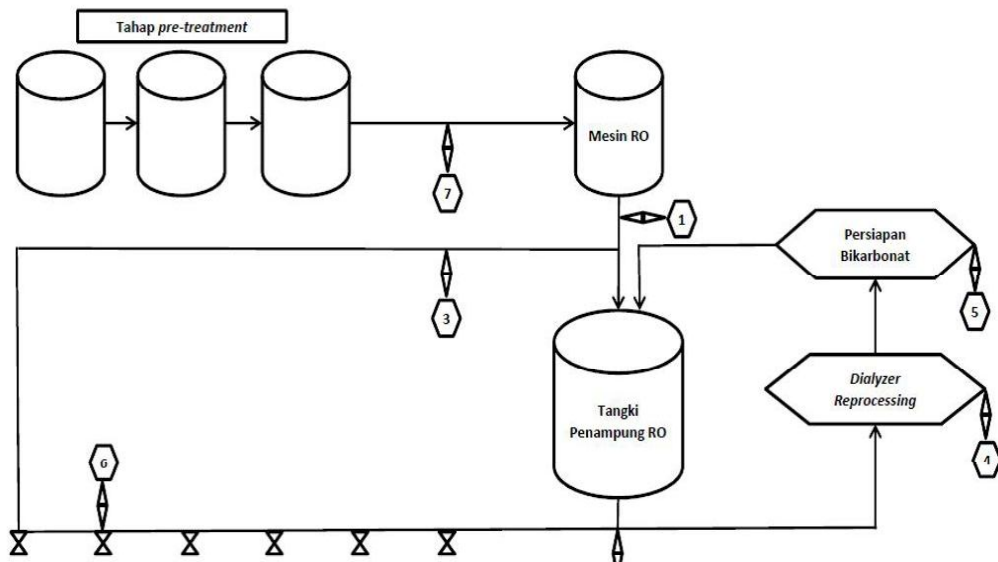 Tahap pre-treatment
Mesin RO
7
1
Persiapan
Bikarbonat
3
5
Dialyzer
Reprocessing
Tangki
Penampung RO
6
4